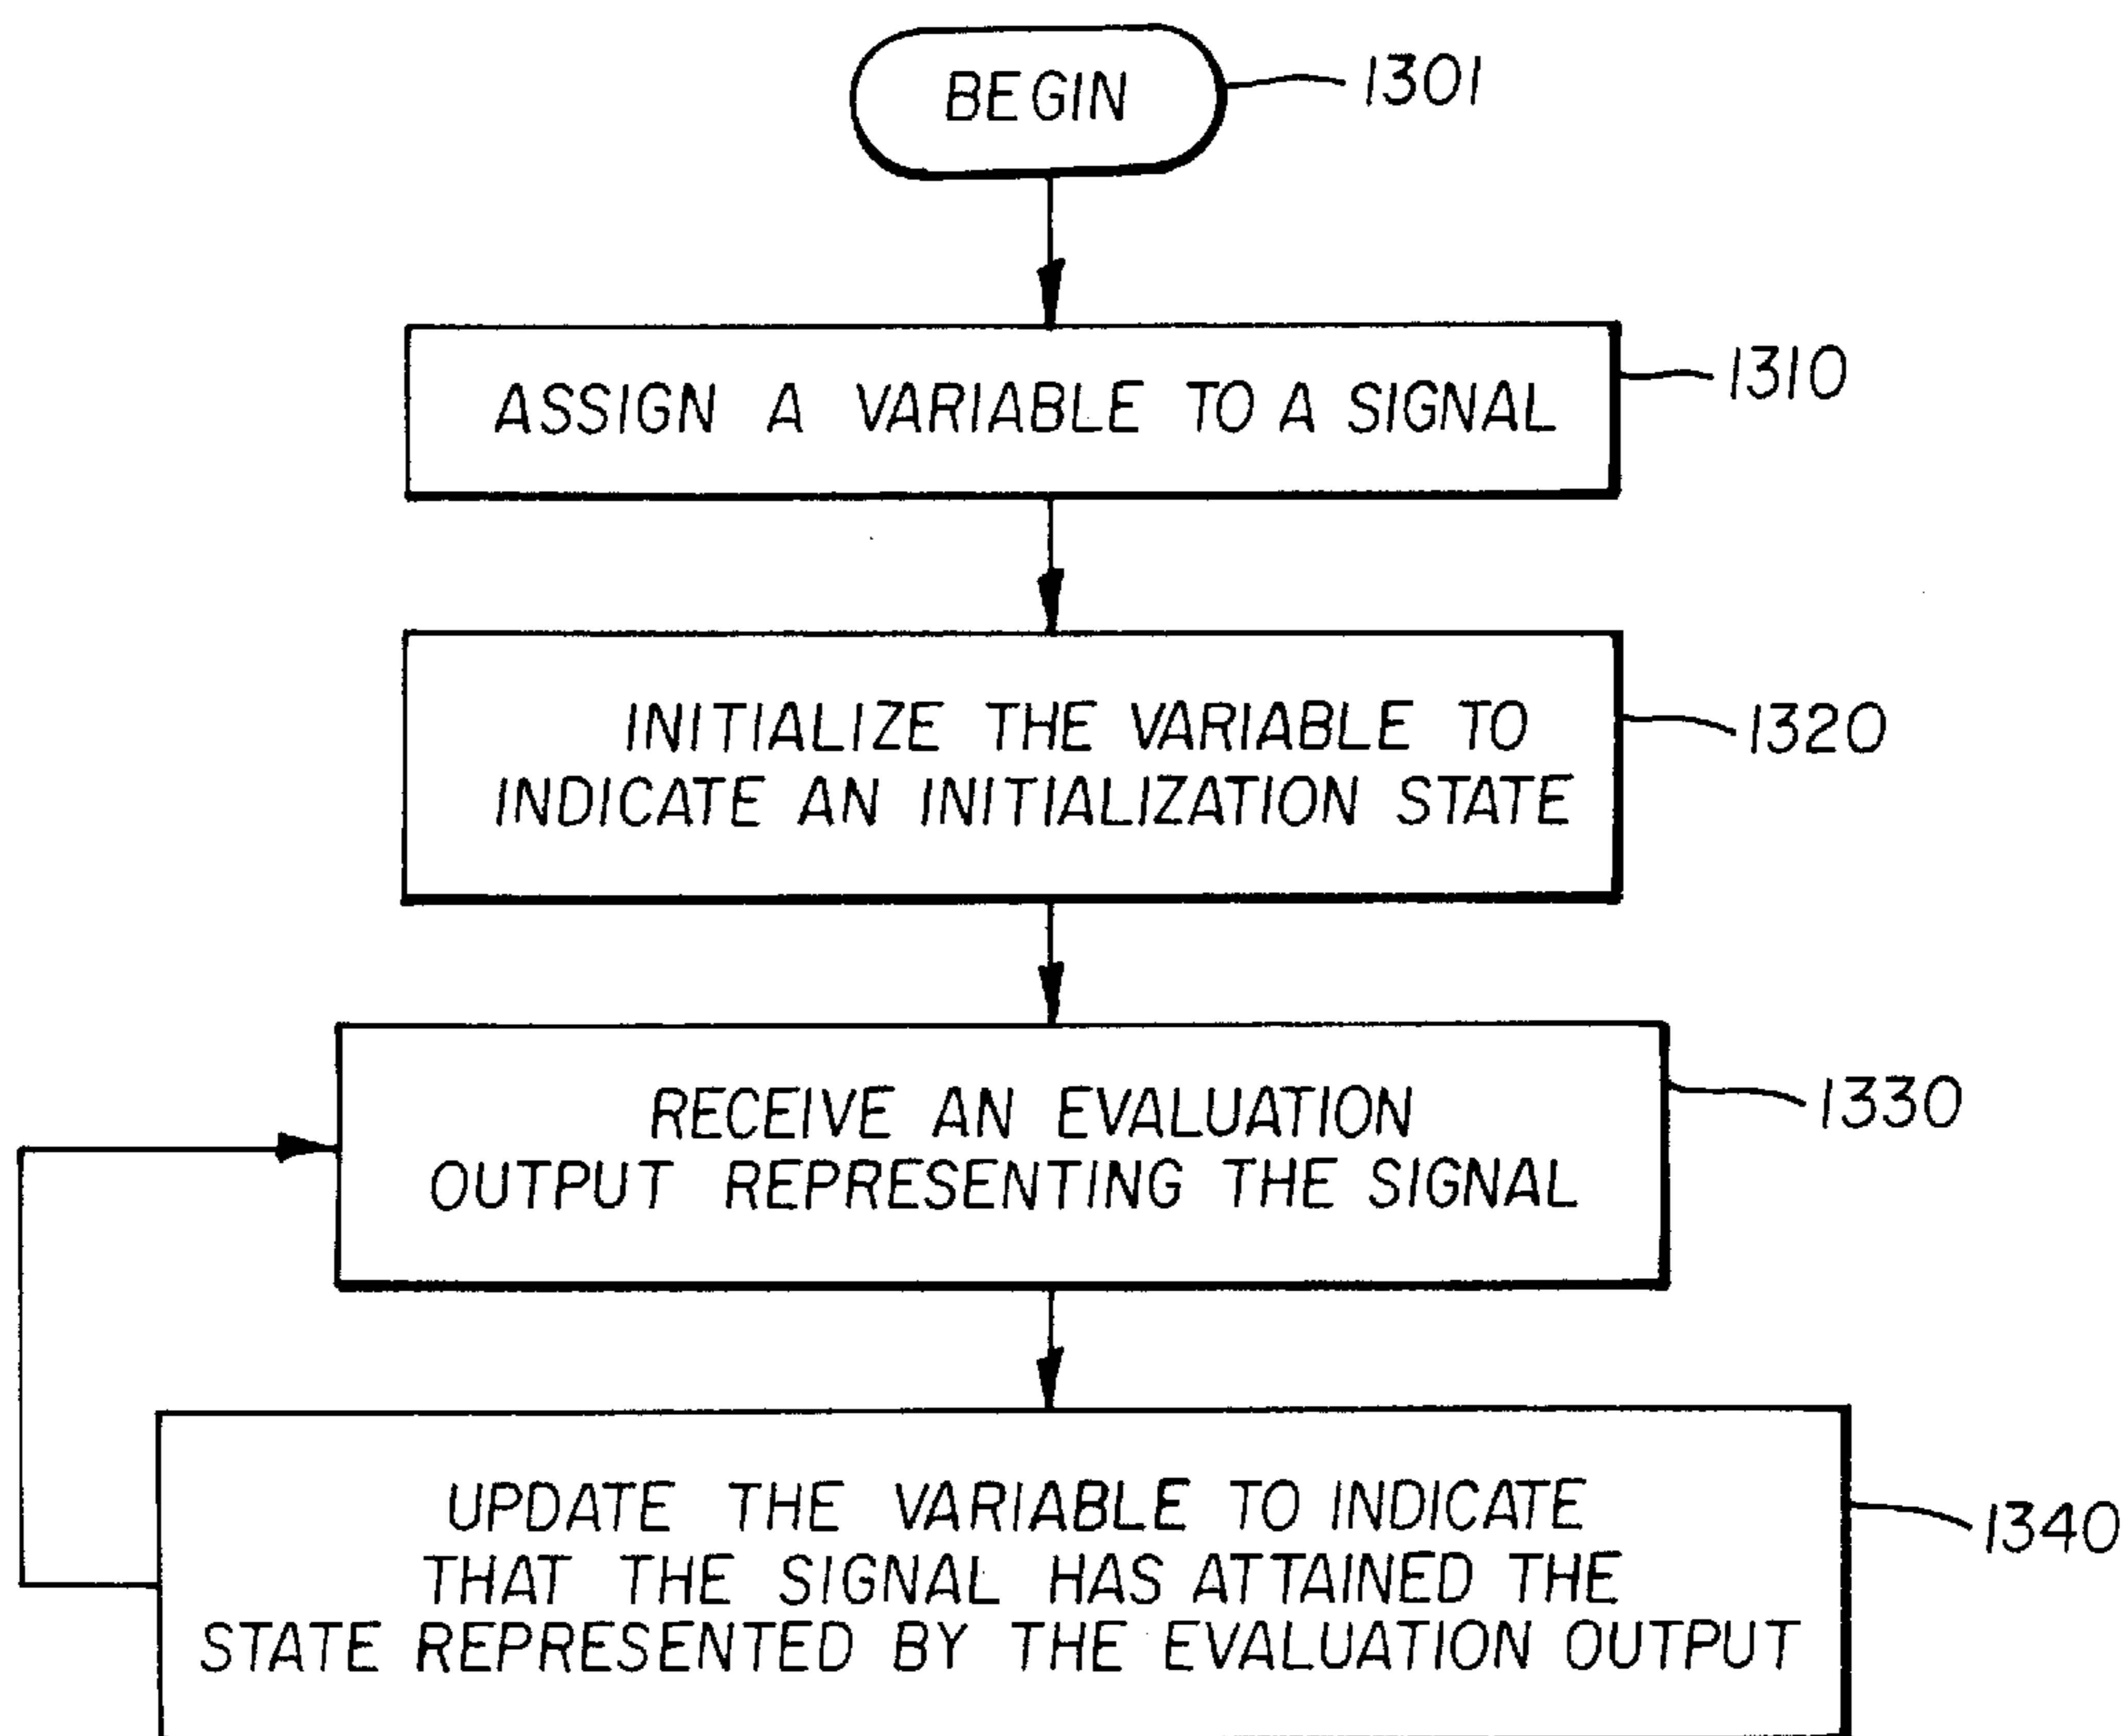 BEGIN
1301
ASSIGN A VARIABLE TO A SIGNAL
1310
INITIALIZE THE VARIABLE TO
INDICATE AN INITIALIZATION STATE
1320
RECEIVE AN EVALUATION
OUTPUT REPRESENTING THE SIGNAL
1330
UPDATE THE VARIABLE TO INDICATE
THAT THE SIGNAL HAS ATTAINED THE
STATE REPRESENTED BY THE EVALUATION OUTPUT
1340